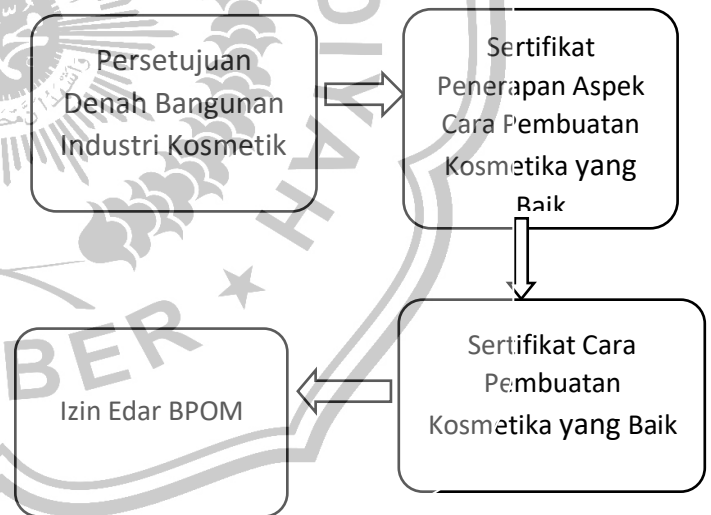 Persetujuan
Denah Bangunan
Industri Kosmetik
Sertifikat
Penerapan Aspek
Cara Pembuatan
Kosmetika yang
Baik
Sertifikat Cara
Pembuatan
Kosmetika yang Baik
Izin Edar BPOM